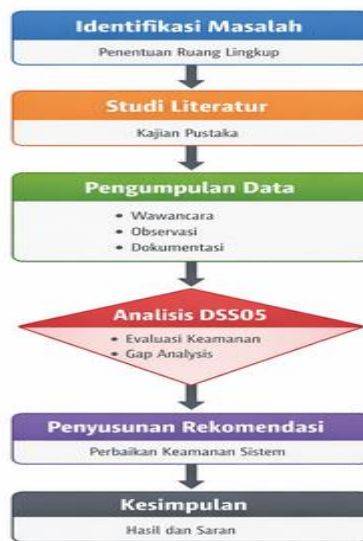 Identifikasi Masalah
Penentuan Ruang Lingkup
Studi Literatur
Kajian Pustaka
Pengumpulan Data
• Wawancara
• Observasi
• Dokumentasi
Analisis DSS05
• Evaluasi Keamanan
• Gap Analysis
Penyusunan Rekomendasi
Perbaikan Keamanan Sistem
Kesimpulan
Hasil dan Saran